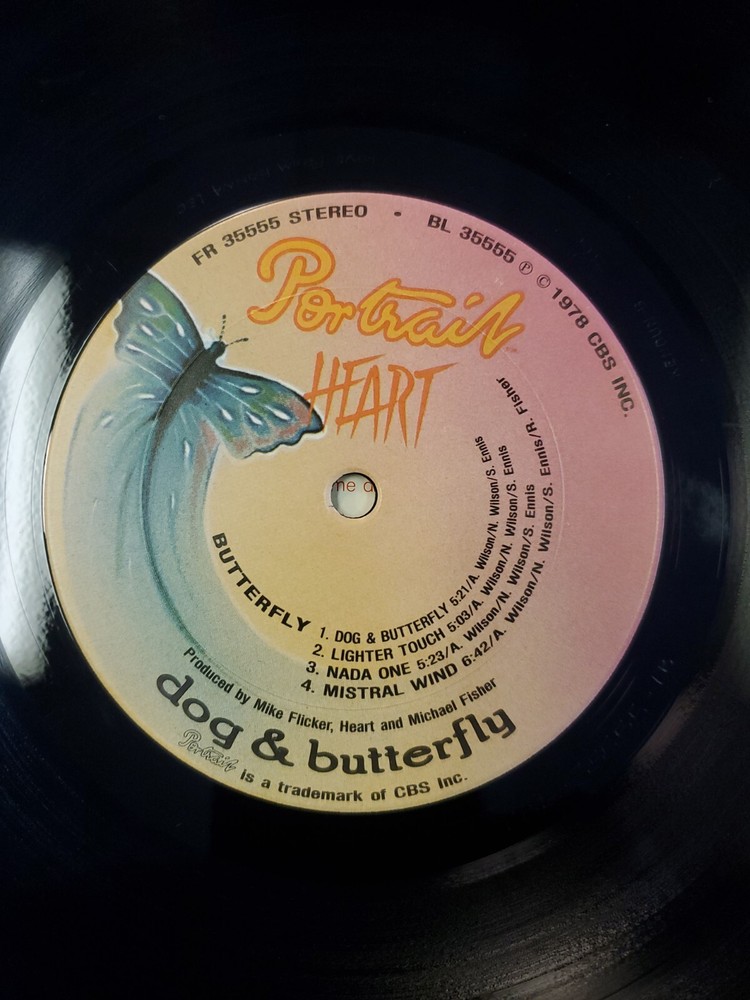 FR 35555 STEREO • BL 35555 ℗ © 1978 CBS INC.
Portrait™
HEART
me a
BUTTERFLY
1. DOG & BUTTERFLY 5:21/A. Wilson/N. Wilson/S. Ennis
2. LIGHTER TOUCH 5:03/A. Wilson/N. Wilson/S. Ennis
3. NADA ONE 5:23/A. Wilson/N. Wilson/S. Ennis
4. MISTRAL WIND 6:42/A. Wilson/N. Wilson/S. Ennis/R. Fisher
Produced by Mike Flicker, Heart and Michael Fisher
dog & butterfly
Portrait is a trademark of CBS Inc.